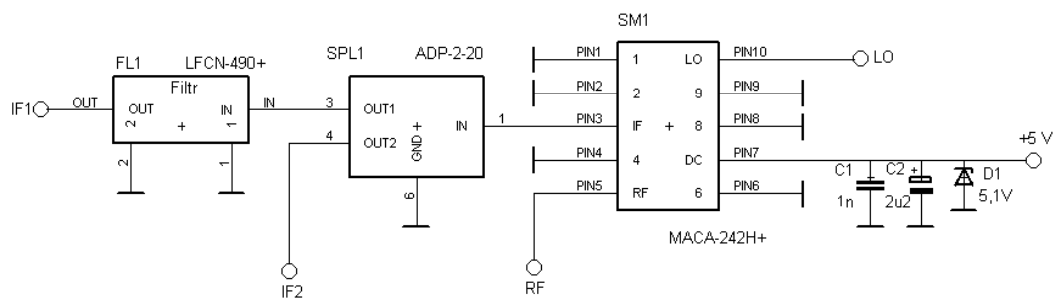 SM1
FL1 LFCN-490+
SPL1 ADP-2-20
Filtr
IF1 OUT OUT IN IN
2 + 1
2 1
3 OUT1
4 OUT2
IN 1
GND +
6
IF2
PIN1 1 LO PIN10 LO
PIN2 2 9 PIN9
PIN3 IF + 8 PIN8
PIN4 4 DC PIN7 +5 V
PIN5 RF 6 PIN6
RF
MACA-242H+
C1 + 1n
C2 + 2u2
D1
5,1V